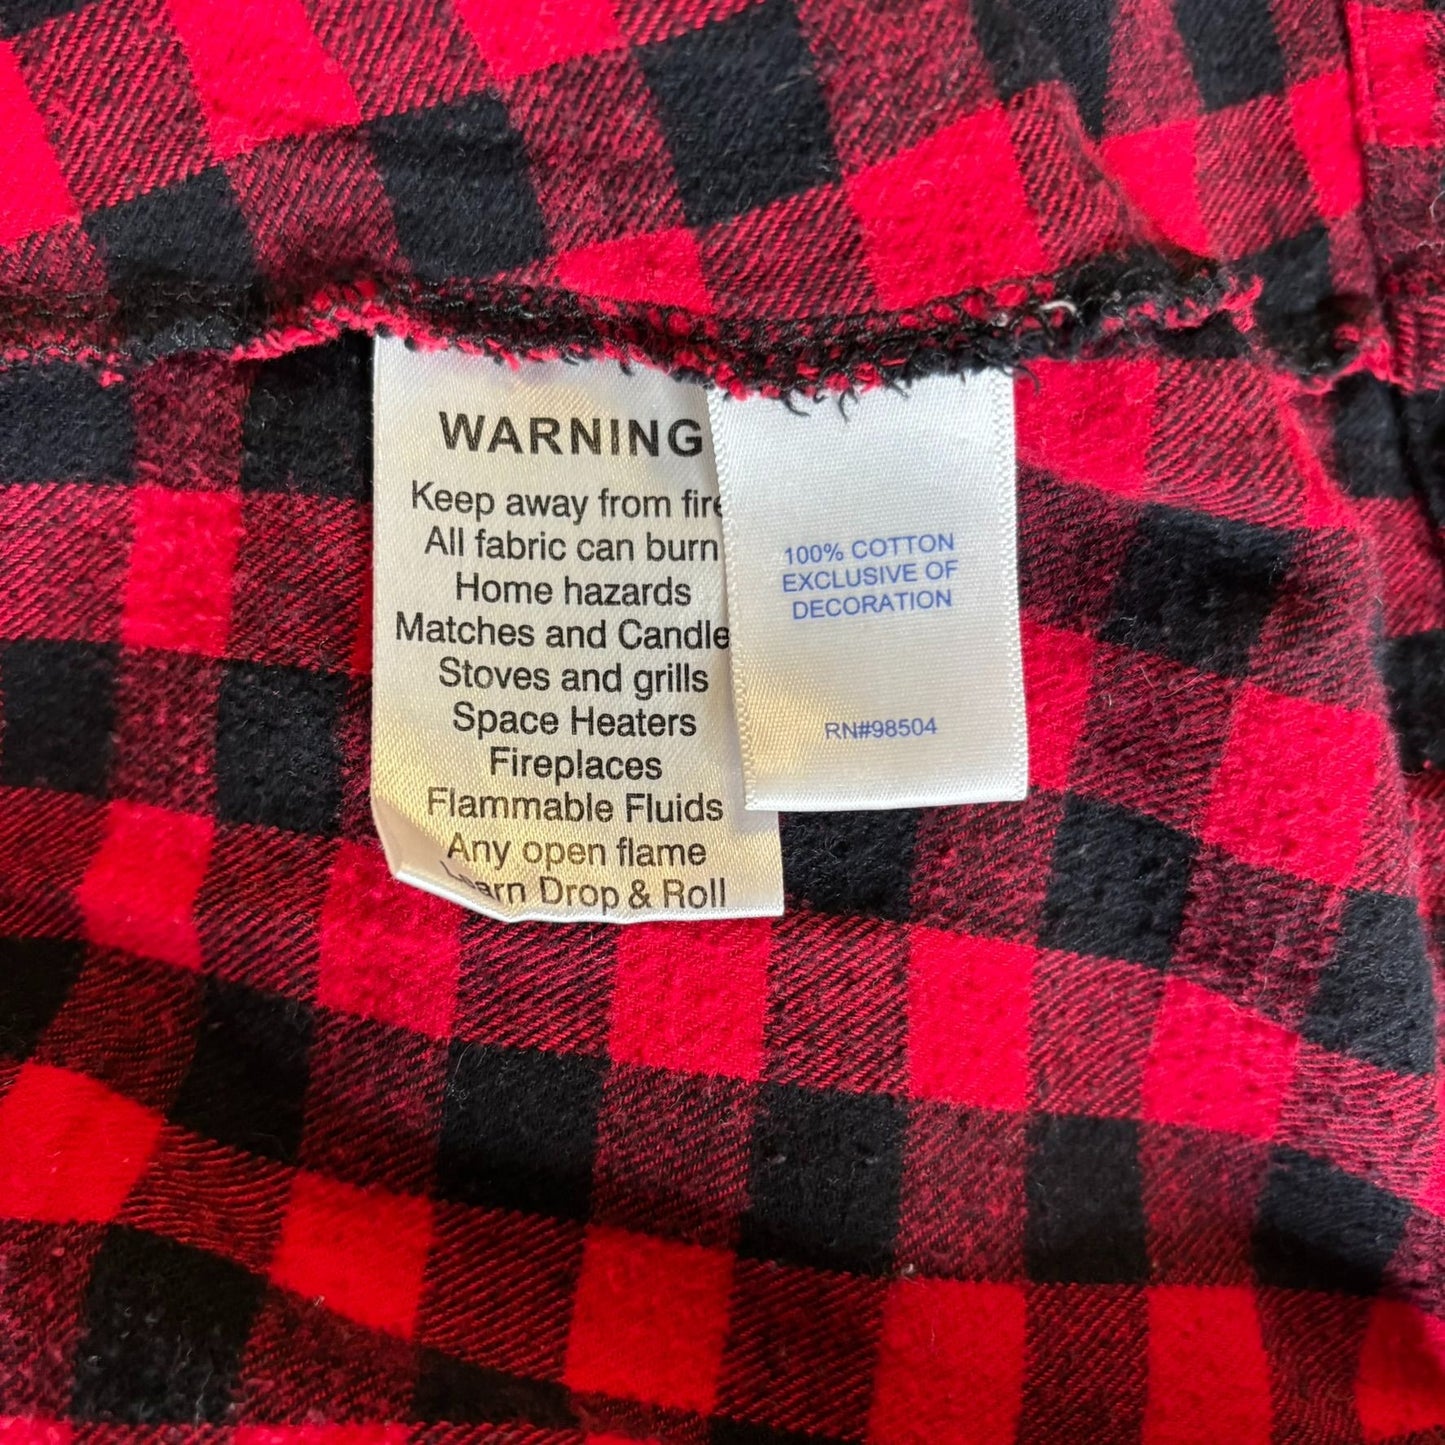 WARNING
Keep away from fire
All fabric can burn
Home hazards
Matches and Candle
Stoves and grills
Space Heaters
Fireplaces
Flammable Fluids
Any open flame
Learn Drop & Roll
100% COTTON
EXCLUSIVE OF
DECORATION
RN#98504